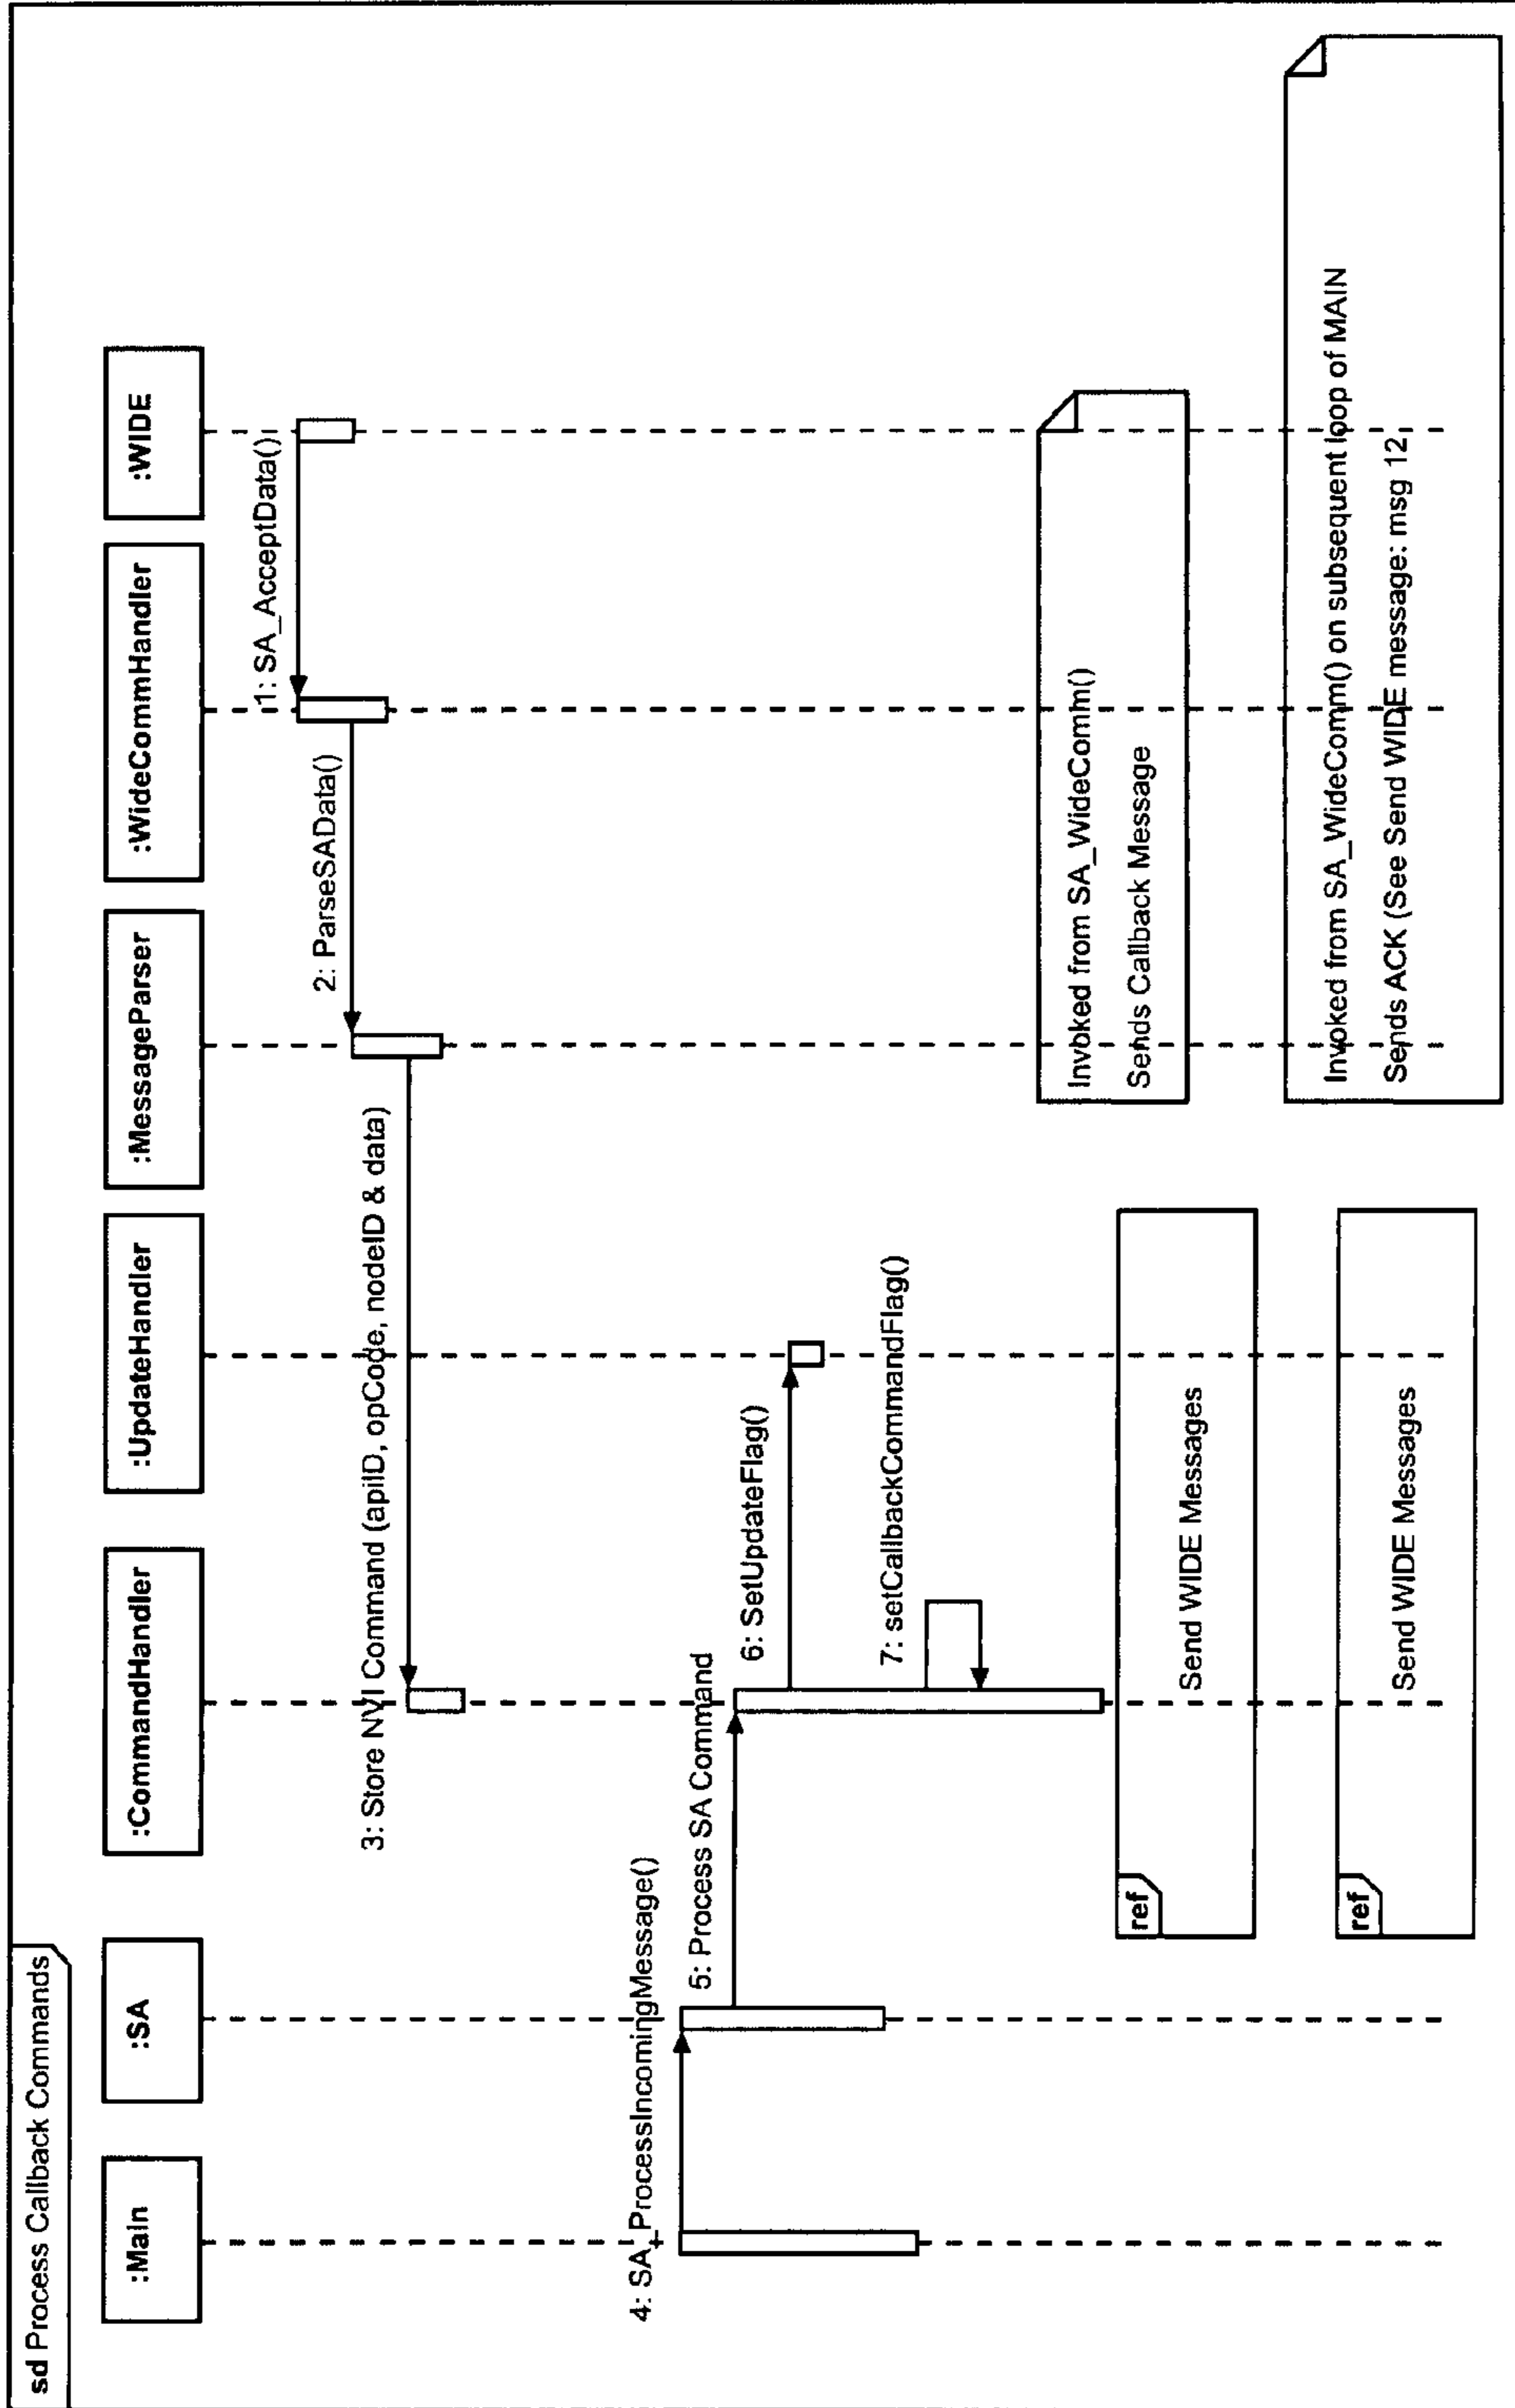 sd Process Callback Commands
:Main
:SA
:CommandHandler
:UpdateHandler
:MessageParser
:WideCommHandler
:WIDE
1: SA_AcceptData()
2: ParseSAData()
3: Store NVI Command (apiID, opCode, nodeID & data)
4: SA_ProcessIncomingMessage()
5: Process SA Command
6: SetUpdateFlag()
7: setCallbackCommandFlag()
Invoked from SA_WideComm()
Sends Callback Message
ref
Send WIDE Messages
Invoked from SA_WideComm() on subsequent loop of MAIN
Sends ACK (See Send WIDE message: msg 12
ref
Send WIDE Messages